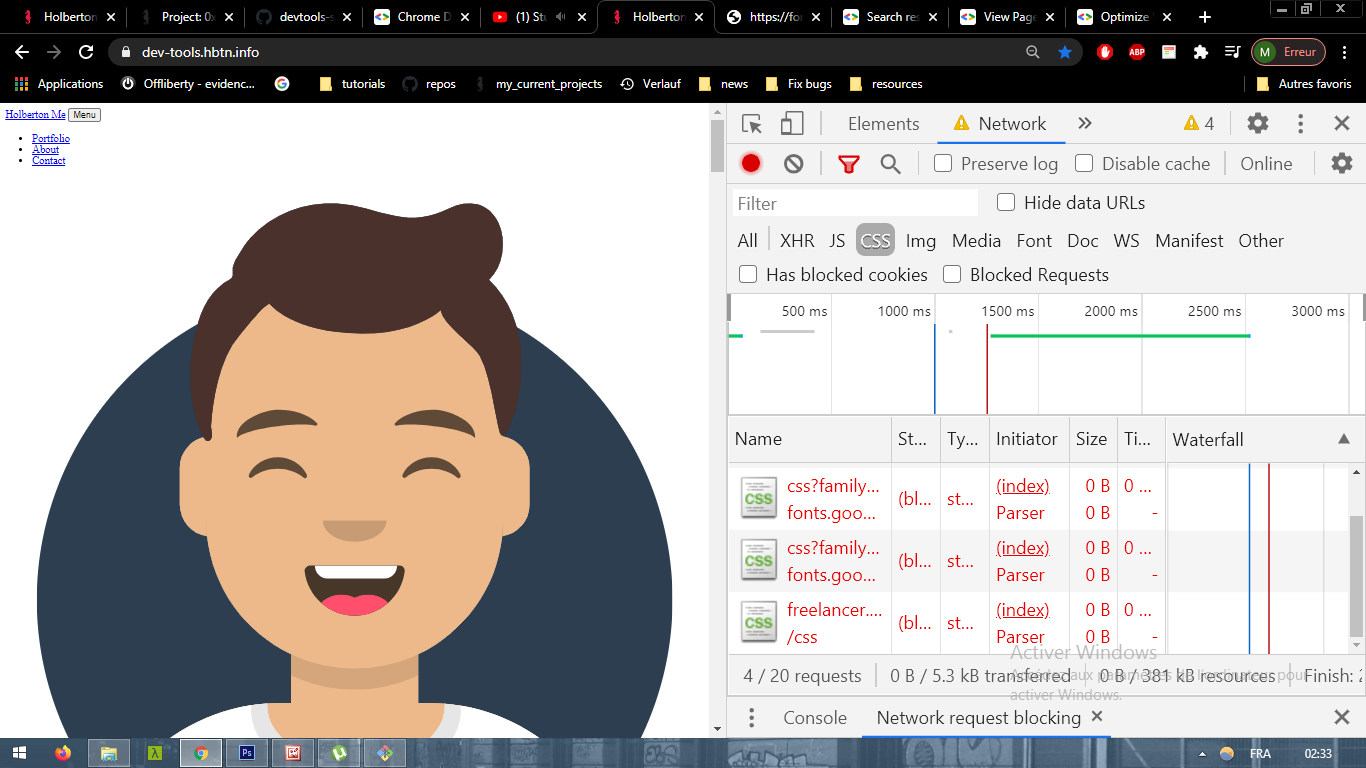 Holberton
Project: 0x
devtools-s
Chrome D
(1) Stu
Holberton
https://for
Search res
View Page
Optimize
dev-tools.hbtn.info
M Erreur
Applications
Offliberty - evidenc...
tutorials
repos
my_current_projects
Verlauf
news
Fix bugs
resources
Autres favoris
Holberton Me Menu
Portfolio
About
Contact
Elements
Network
4
Preserve log
Disable cache
Online
Filter
Hide data URLs
All XHR JS CSS Img Media Font Doc WS Manifest Other
Has blocked cookies
Blocked Requests
500 ms 1000 ms 1500 ms 2000 ms 2500 ms 3000 ms
Name St... Ty... Initiator Size Ti... Waterfall
css?family... (bl... st... (index) 0 B 0 ...
fonts.goo... Parser 0 B -
css?family... (bl... st... (index) 0 B 0 ...
fonts.goo... Parser 0 B -
freelancer.... (bl... st... (index) 0 B 0 ...
/css Parser 0 B -
4 / 20 requests 0 B / 5.3 kB transferred 0 B / 381 kB resources Finish:
Activer Windows
Accédez aux paramètres de l'ordinateur pour
activer Windows.
Console
Network request blocking
FRA
02:33